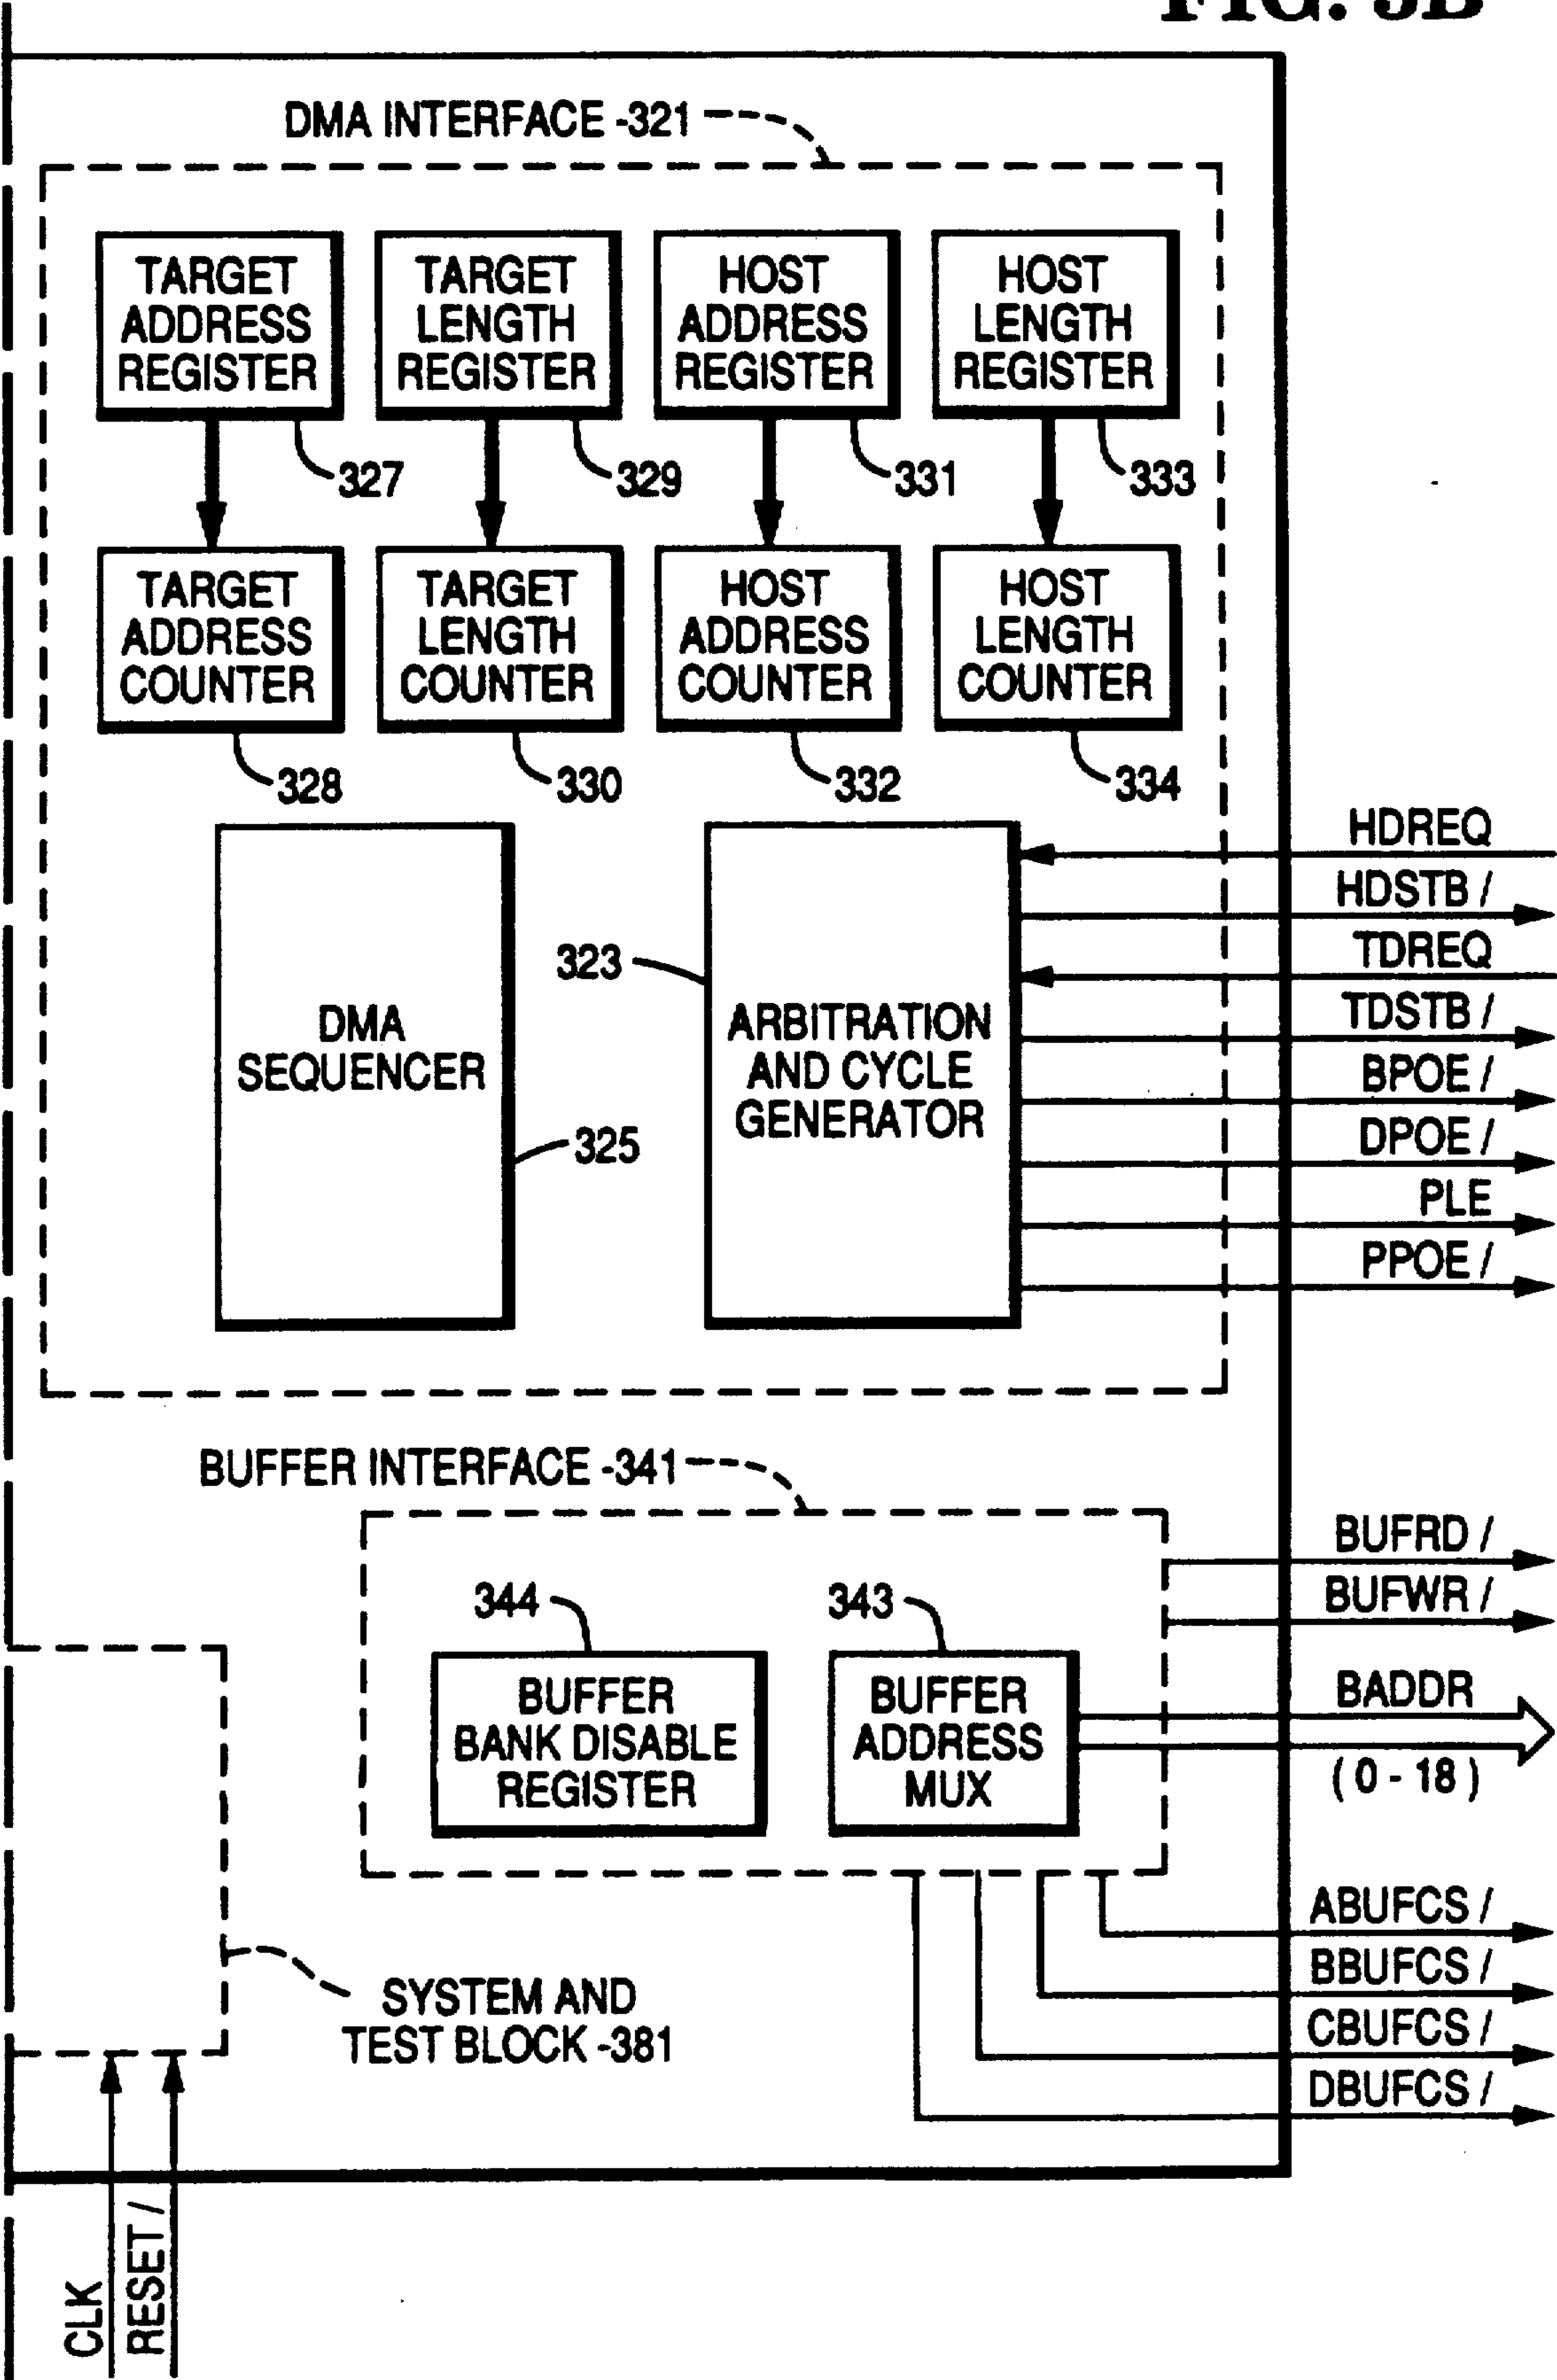 DMA INTERFACE -321
TARGET
ADDRESS
REGISTER
TARGET
LENGTH
REGISTER
HOST
ADDRESS
REGISTER
HOST
LENGTH
REGISTER
327
329
331
333
TARGET
ADDRESS
COUNTER
TARGET
LENGTH
COUNTER
HOST
ADDRESS
COUNTER
HOST
LENGTH
COUNTER
328
330
332
334
DMA
SEQUENCER
325
323
ARBITRATION
AND CYCLE
GENERATOR
HDREQ
HDSTB /
TDREQ
TDSTB /
BPOE /
DPOE /
PLE
PPOE /
BUFFER INTERFACE -341
344
BUFFER
BANK DISABLE
REGISTER
343
BUFFER
ADDRESS
MUX
BUFRD /
BUFWR /
BADDR
( 0 - 18 )
ABUFCS /
BBUFCS /
CBUFCS /
DBUFCS /
SYSTEM AND
TEST BLOCK -381
CLK
RESET /